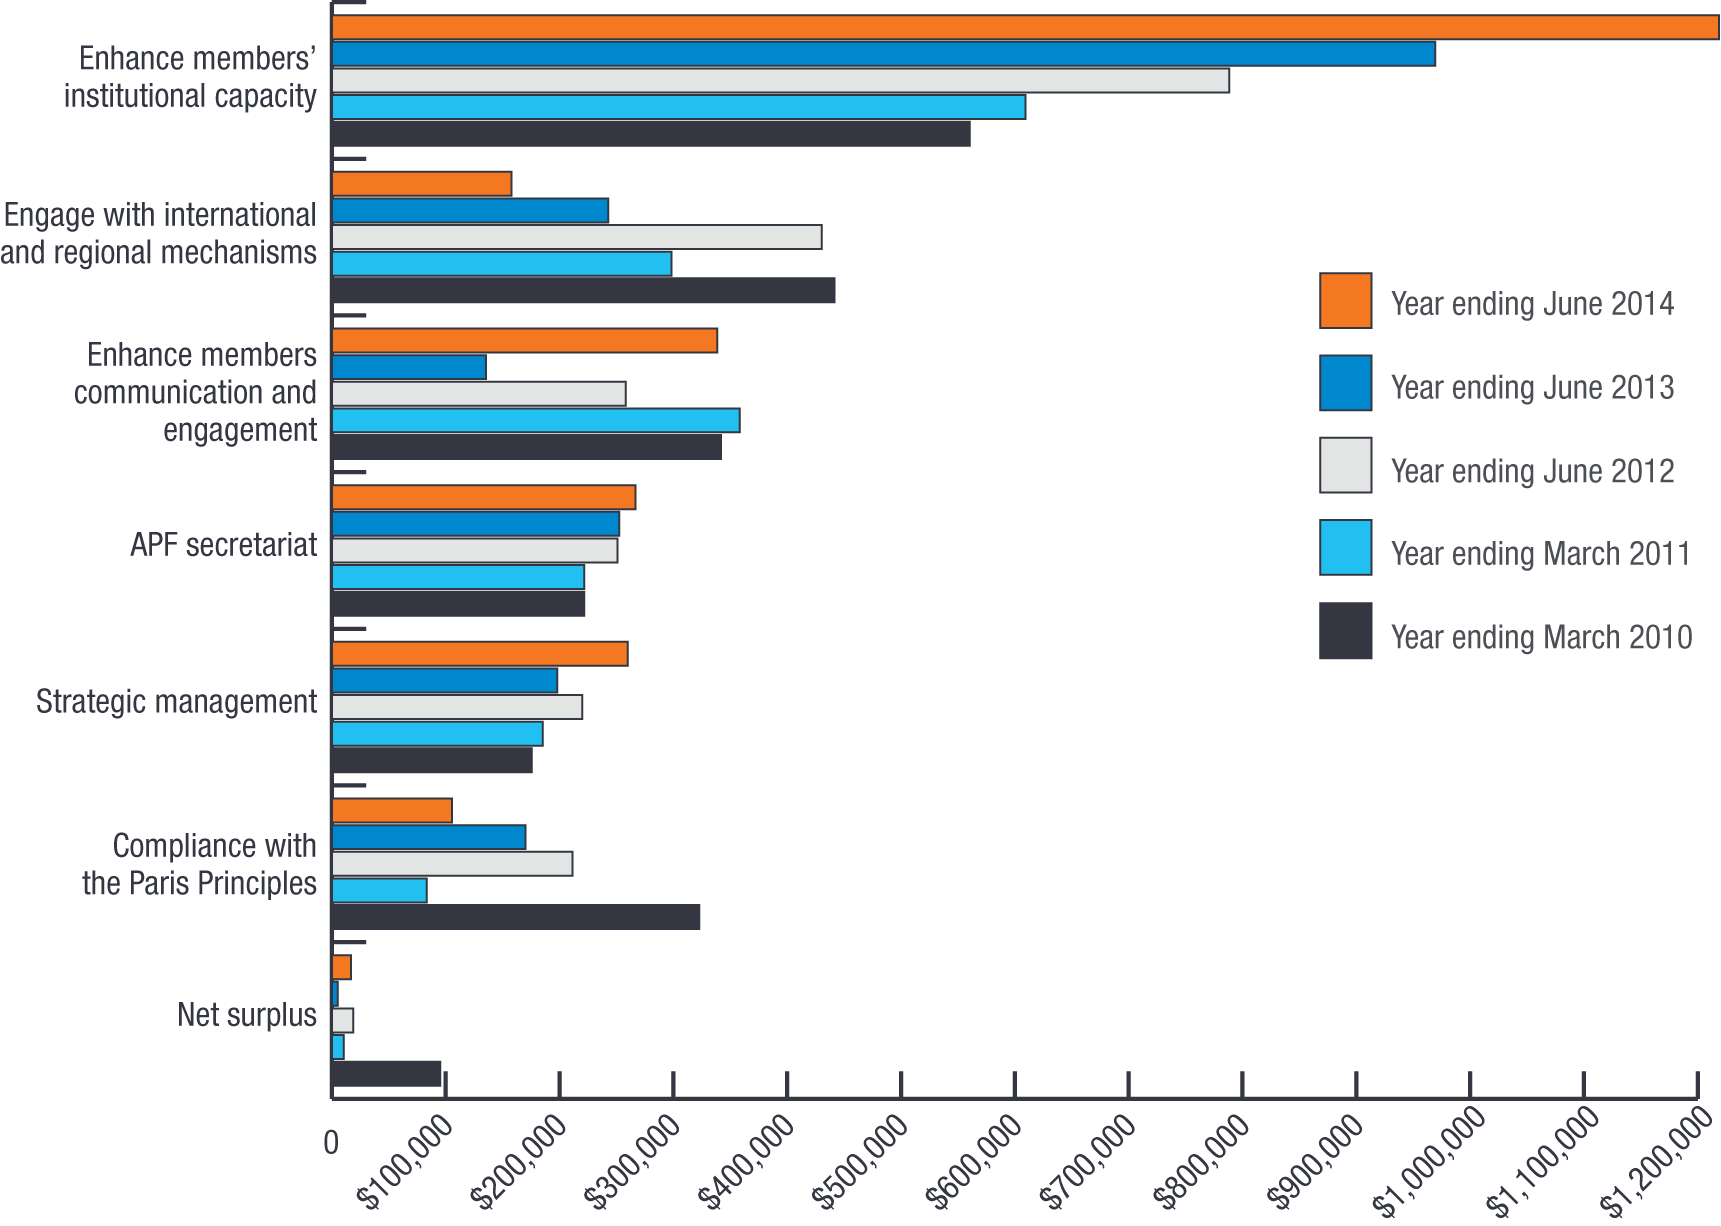 Enhance members’
institutional capacity
Engage with international
and regional mechanisms
Enhance members
communication and
engagement
APF secretariat
Strategic management
Compliance with
the Paris Principles
Net surplus
Year ending June 2014
Year ending June 2013
Year ending June 2012
Year ending March 2011
Year ending March 2010
0
$100,000
$200,000
$300,000
$400,000
$500,000
$600,000
$700,000
$800,000
$900,000
$1,000,000
$1,100,000
$1,200,000